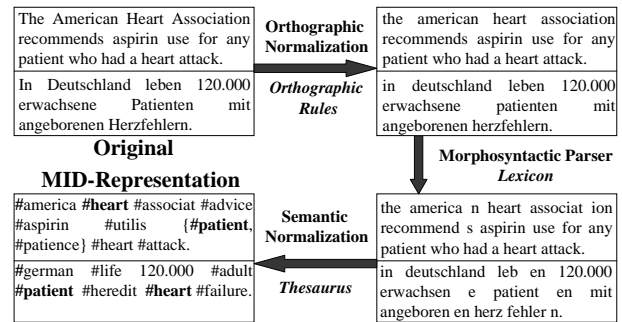 The American Heart Association
recommends aspirin use for any
patient who had a heart attack.
In Deutschland leben 120.000
erwachsene Patienten mit
angeborenen Herzfehlern.
Original
Orthographic
Normalization
Orthographic
Rules
the american heart association
recommends aspirin use for any
patient who had a heart attack.
in deutschland leben 120.000
erwachsene patienten mit
angeborenen herzfehlern.
Morphosyntactic Parser
Lexicon
the america n heart associat ion
recommend s aspirin use for any
patient who had a heart attack.
in deutschland leb en 120.000
erwachsen e patient en mit
angeboren en herz fehler n.
Semantic
Normalization
Thesaurus
MID-Representation
#america #heart #associat #advice
#aspirin #utilis {#patient,
#patience} #heart #attack.
#german #life 120.000 #adult
#patient #heredit #heart #failure.